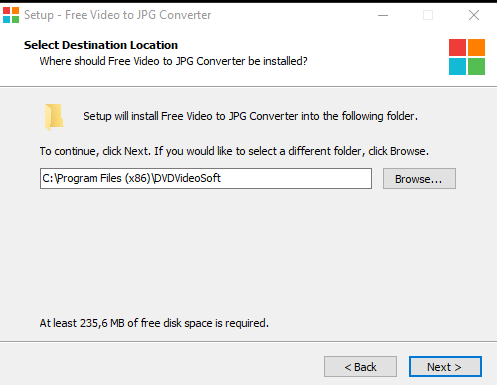 Setup - Free Video to JPG Converter
Select Destination Location
Where should Free Video to JPG Converter be installed?
Setup will install Free Video to JPG Converter into the following folder.
To continue, click Next. If you would like to select a different folder, click Browse.
C:\Program Files (x86)\DVDVideoSoft
Browse...
At least 235,6 MB of free disk space is required.
< Back
Next >